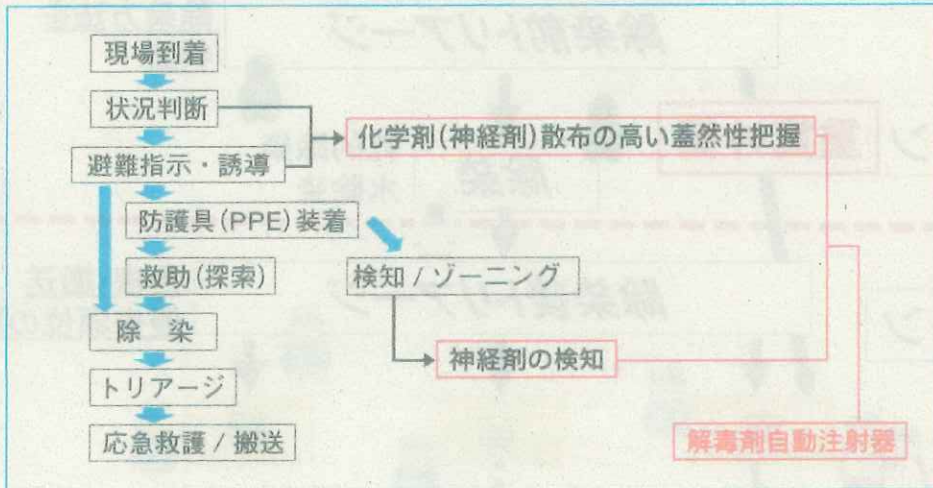 現場到着
状況判断
化学剤(神経剤)散布の高い蓋然性把握
避難指示・誘導
防護具(PPE)装着
救助(探索)
検知 / ゾーニング
除 染
神経剤の検知
トリアージ
応急救護 / 搬送
解毒剤自動注射器